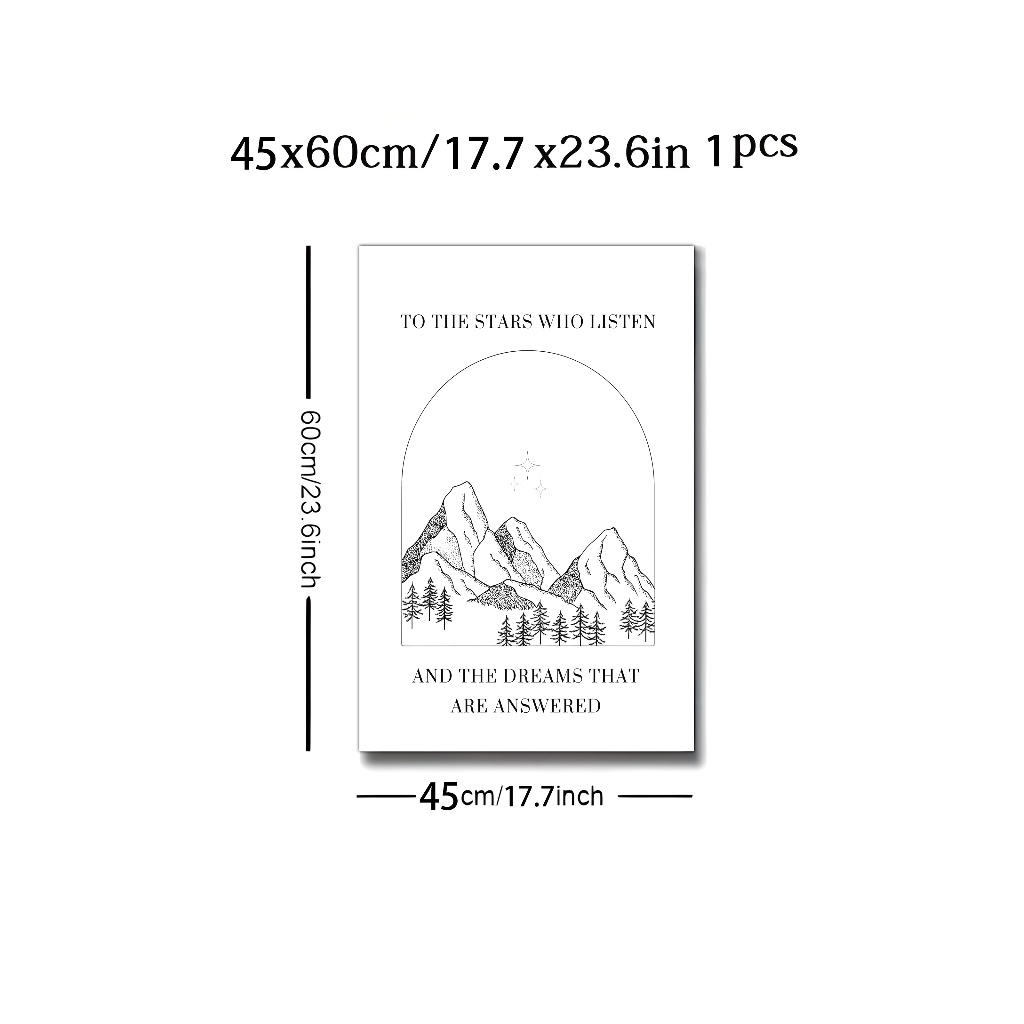 45x60cm/17.7 x23.6in 1pcs
TO THE STARS WHO LISTEN
60cm/23.6inch
AND THE DREAMS THAT
ARE ANSWERED
45cm/17.7inch